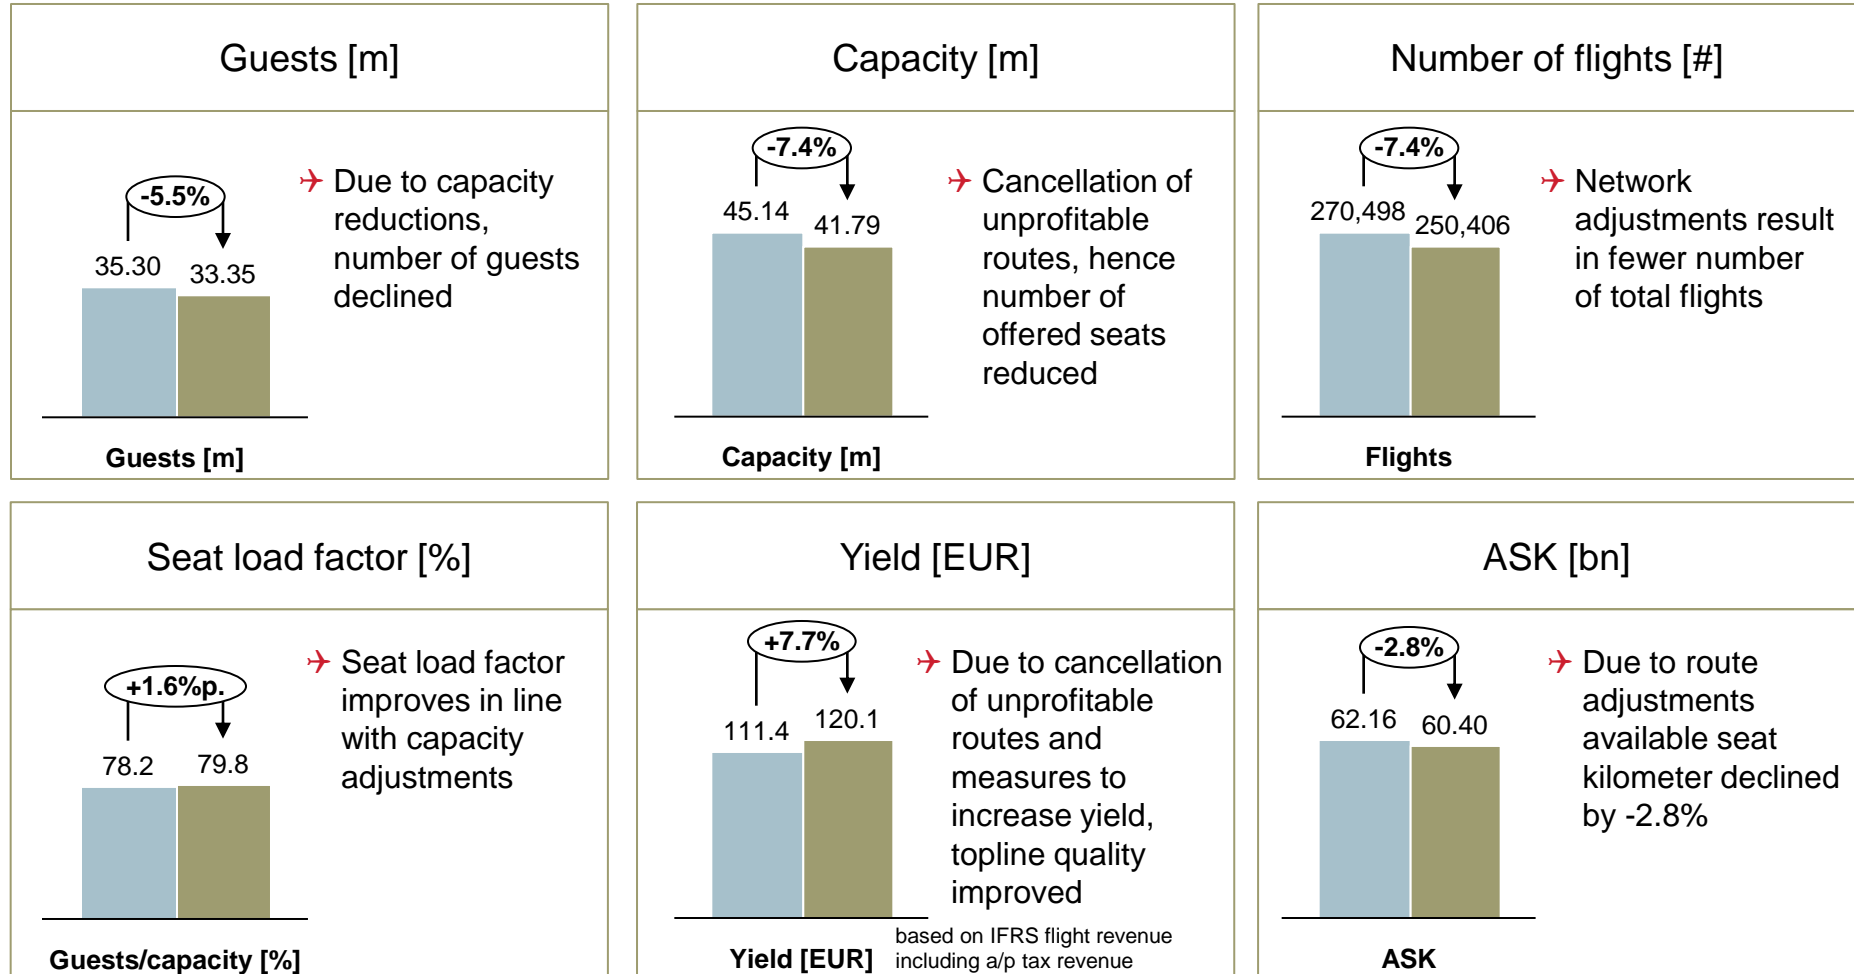 Guests [m]
-5.5%
35.30
33.35
Guests [m]
Due to capacity
reductions,
number of guests
declined
Capacity [m]
-7.4%
45.14
41.79
Capacity [m]
Cancellation of
unprofitable
routes, hence
number of
offered seats
reduced
Number of flights [#]
-7.4%
270,498
250,406
Flights
Network
adjustments result
in fewer number
of total flights
Seat load factor [%]
+1.6%p.
78.2
79.8
Guests/capacity [%]
Seat load factor
improves in line
with capacity
adjustments
Yield [EUR]
+7.7%
111.4
120.1
Yield [EUR]
Due to cancellation
of unprofitable
routes and
measures to
increase yield,
topline quality
improved
based on IFRS flight revenue
including a/p tax revenue
ASK [bn]
-2.8%
62.16
60.40
ASK
Due to route
adjustments
available seat
kilometer declined
by -2.8%